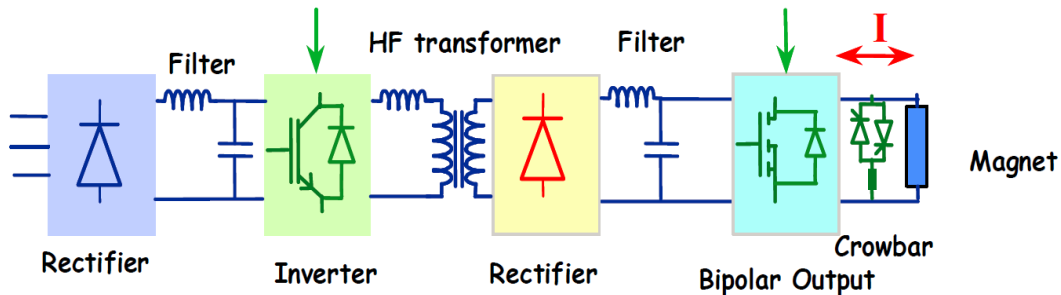 Filter
HF transformer
Filter
I
Magnet
Rectifier
Inverter
Rectifier
Bipolar Output
Crowbar